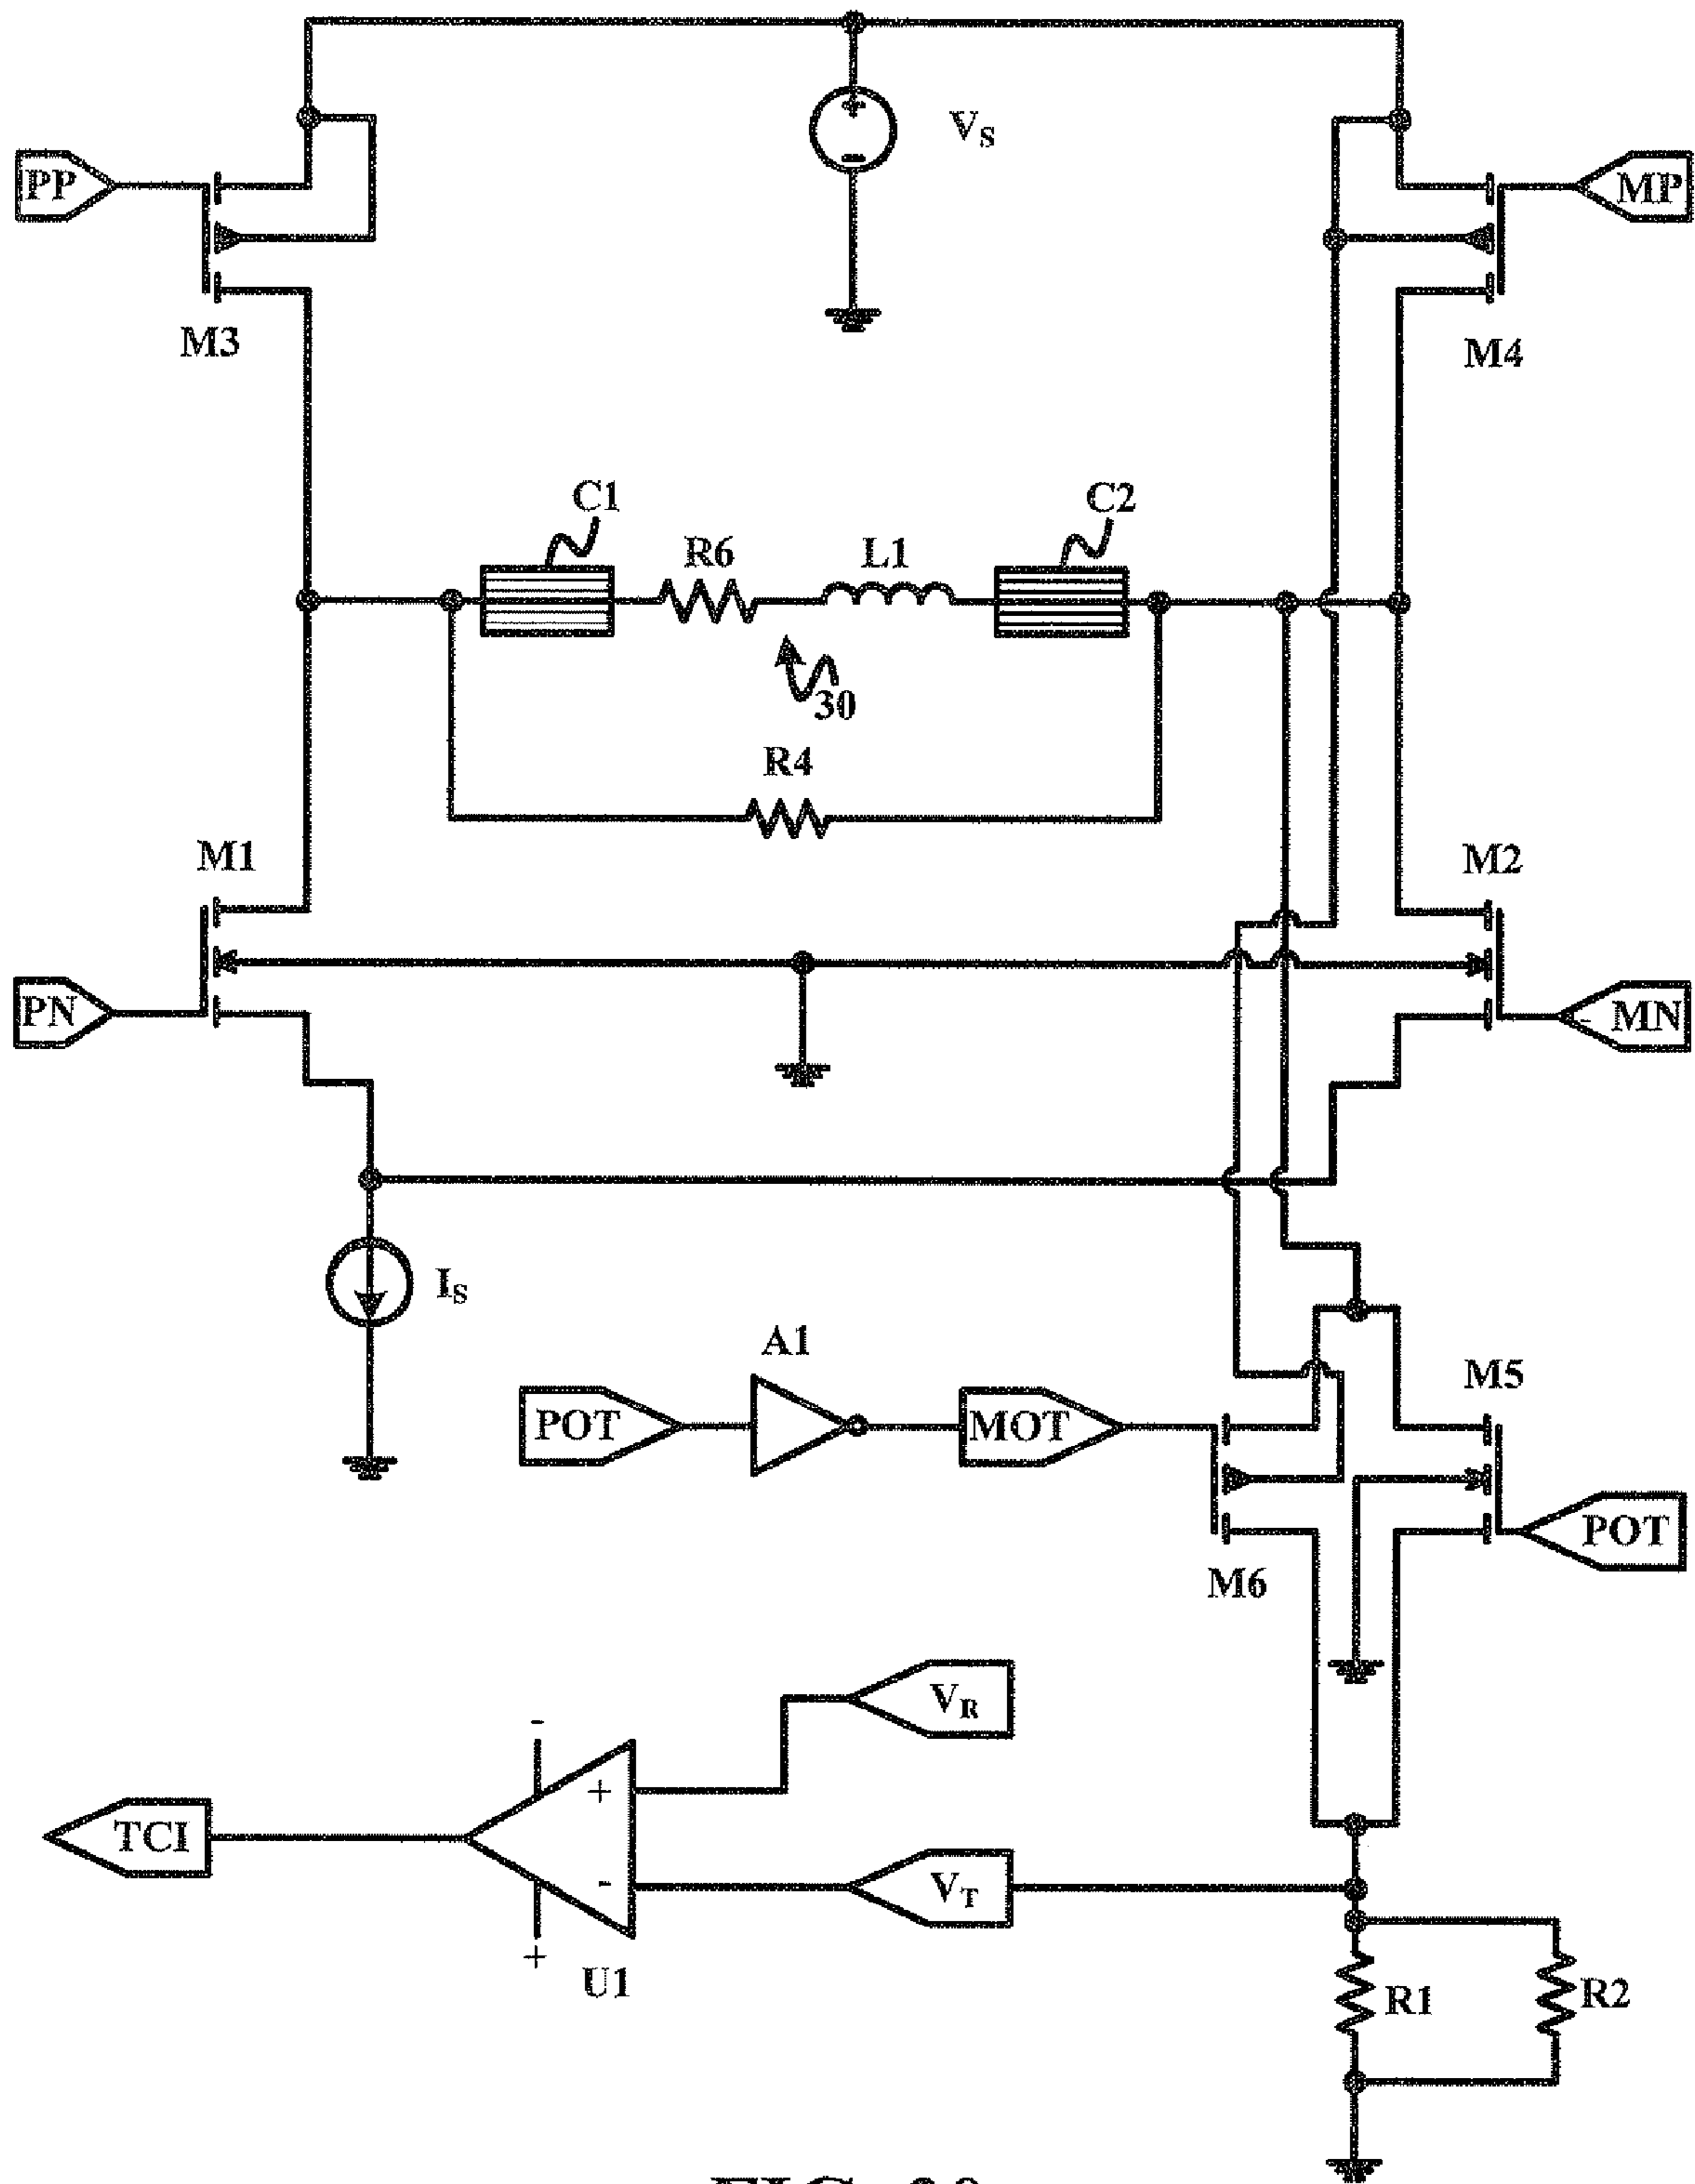 +
-
VS
PP
MP
M3
M4
C1
C2
R6
L1
30
R4
M1
M2
PN
MN
IS
A1
M5
POT
MOT
POT
M6
VR
-
+
TCI
-
VT
+
U1
R1
R2